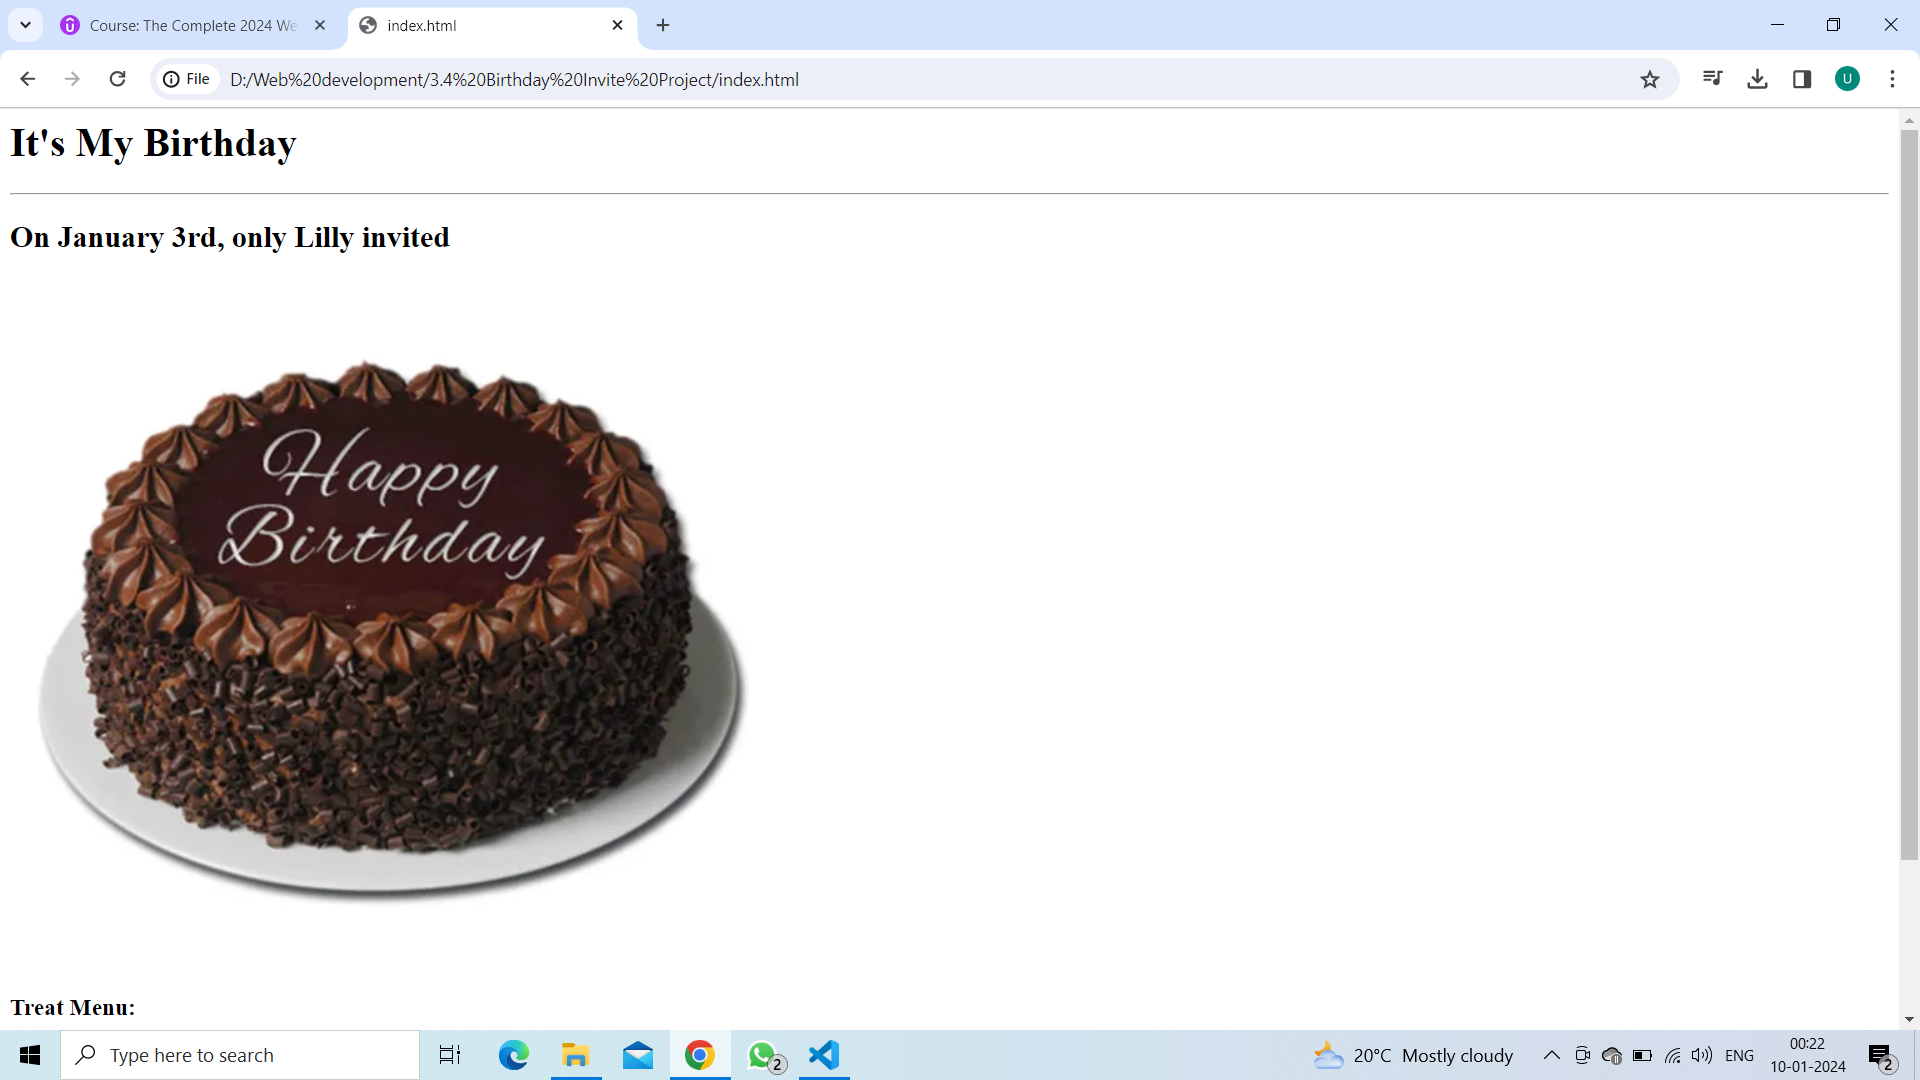 Course: The Complete 2024 We
index.html
File
D:/Web%20development/3.4%20Birthday%20Invite%20Project/index.html
U
It's My Birthday
On January 3rd, only Lilly invited
Happy
Birthday
Treat Menu:
Type here to search
2
20°C Mostly cloudy
ENG
00:22
10-01-2024
2